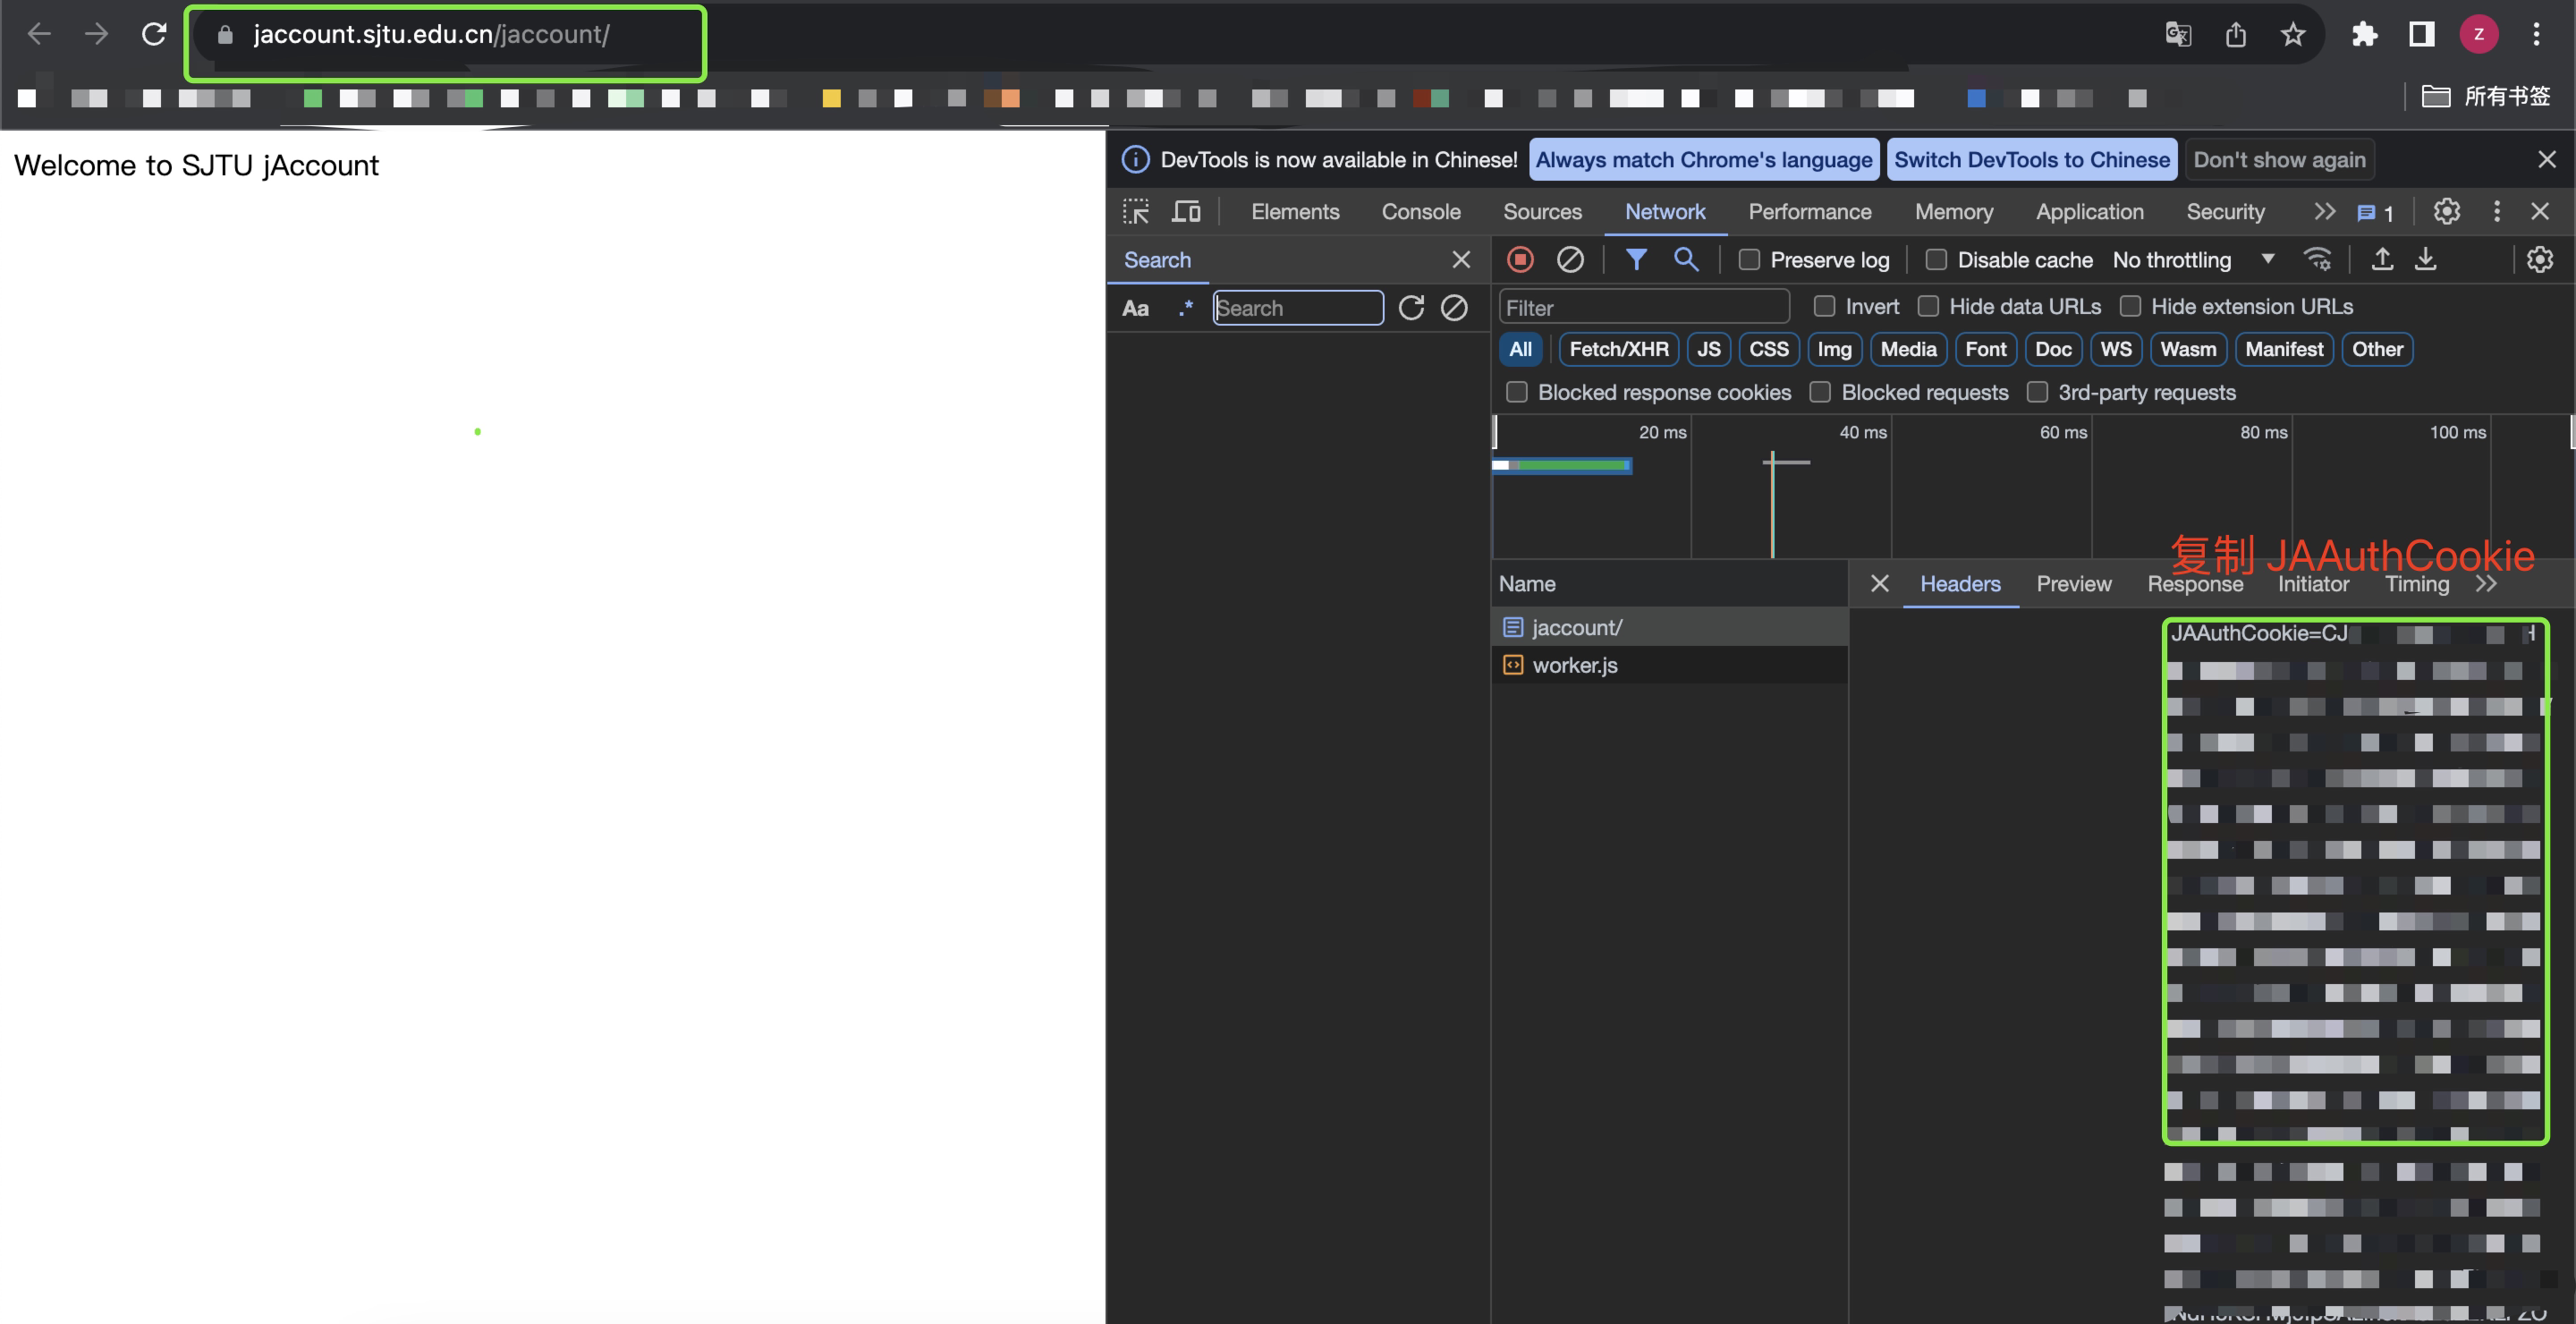 jaccount.sjtu.edu.cn/jaccount/
Z
所有书签
Welcome to SJTU jAccount
DevTools is now available in Chinese! Always match Chrome's language Switch DevTools to Chinese Don't show again
Elements Console Sources Network Performance Memory Application Security 1
Search
Preserve log Disable cache No throttling
Aa .* Search
Filter Invert Hide data URLs Hide extension URLs
All Fetch/XHR JS CSS Img Media Font Doc WS Wasm Manifest Other
Blocked response cookies Blocked requests 3rd-party requests
20 ms 40 ms 60 ms 80 ms 100 ms
复制 JAAuthCookie
Name Headers Preview Response Initiator Timing
jaccount/
JAAuthCookie=CJ
worker.js